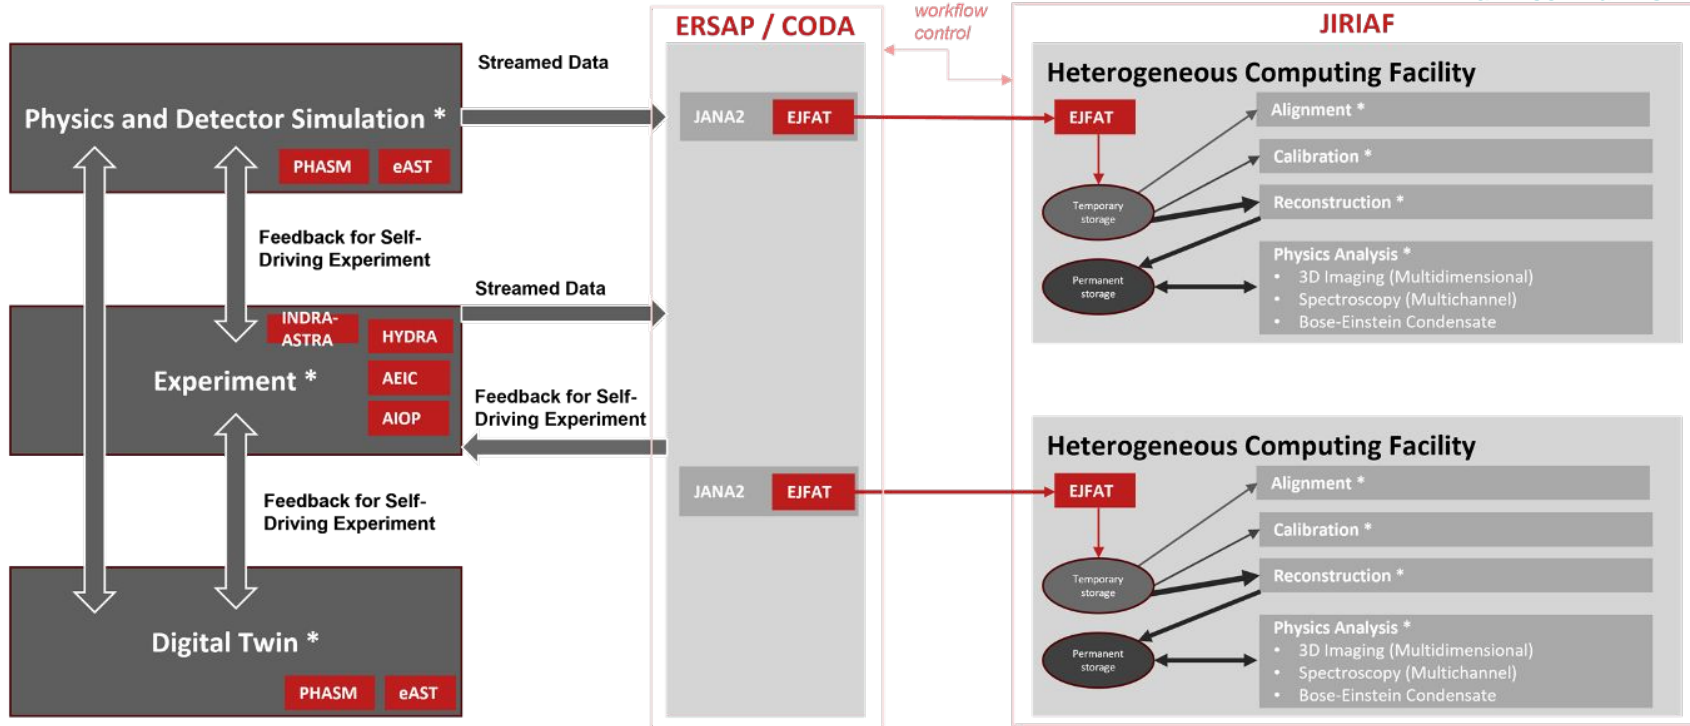 ERSAP / CODA
workflow
control
JIRIAF
Streamed Data
Physics and Detector Simulation *
PHASM
eAST
Feedback for Self-
Driving Experiment
Streamed Data
INDRA-
ASTRA
HYDRA
Experiment *
AEIC
AIOP
Feedback for Self-
Driving Experiment
Feedback for Self-
Driving Experiment
Digital Twin *
PHASM
eAST
JANA2
EJFAT
JANA2
EJFAT
Heterogeneous Computing Facility
EJFAT
Temporary
storage
Permanent
storage
Alignment *
Calibration *
Reconstruction *
Physics Analysis *
• 3D Imaging (Multidimensional)
• Spectroscopy (Multichannel)
• Bose-Einstein Condensate
Heterogeneous Computing Facility
EJFAT
Temporary
storage
Permanent
storage
Alignment *
Calibration *
Reconstruction *
Physics Analysis *
• 3D Imaging (Multidimensional)
• Spectroscopy (Multichannel)
• Bose-Einstein Condensate